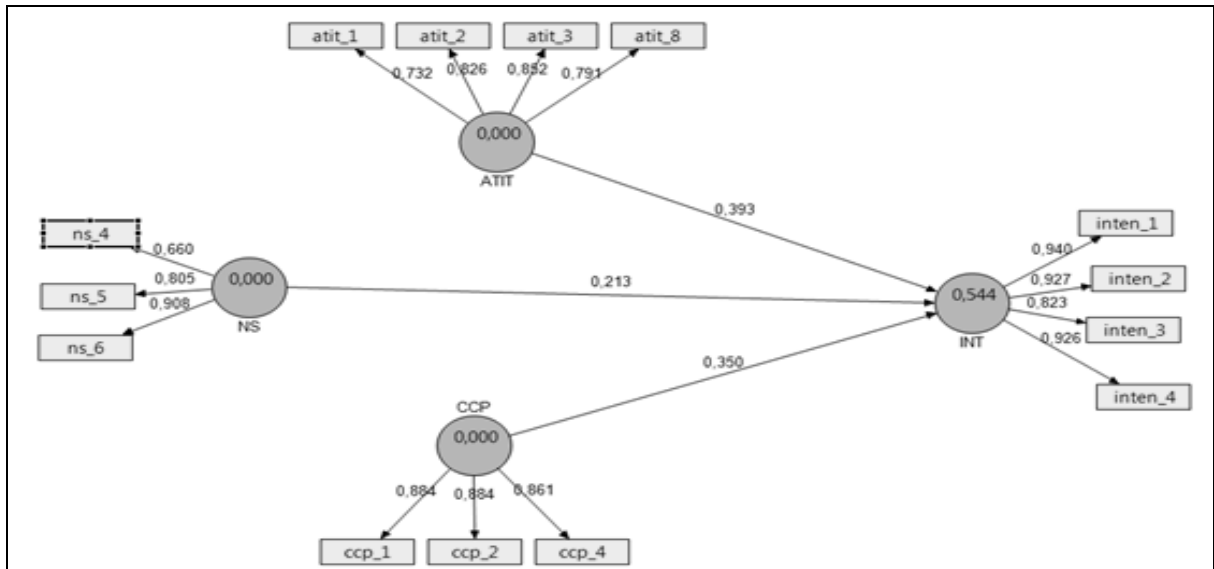 atit_1 atit_2 atit_3 atit_8
0,732 0,826 0,852 0,791
0,000
ATIT
0,393
ns_4
0,660
ns_5
0,805
ns_6
0,908
0,000
NS
0,213
inten_1
0,940
inten_2
0,927
inten_3
0,823
inten_4
0,926
0,544
INT
0,350
CCP
0,000
0,884 0,884 0,861
ccp_1 ccp_2 ccp_4